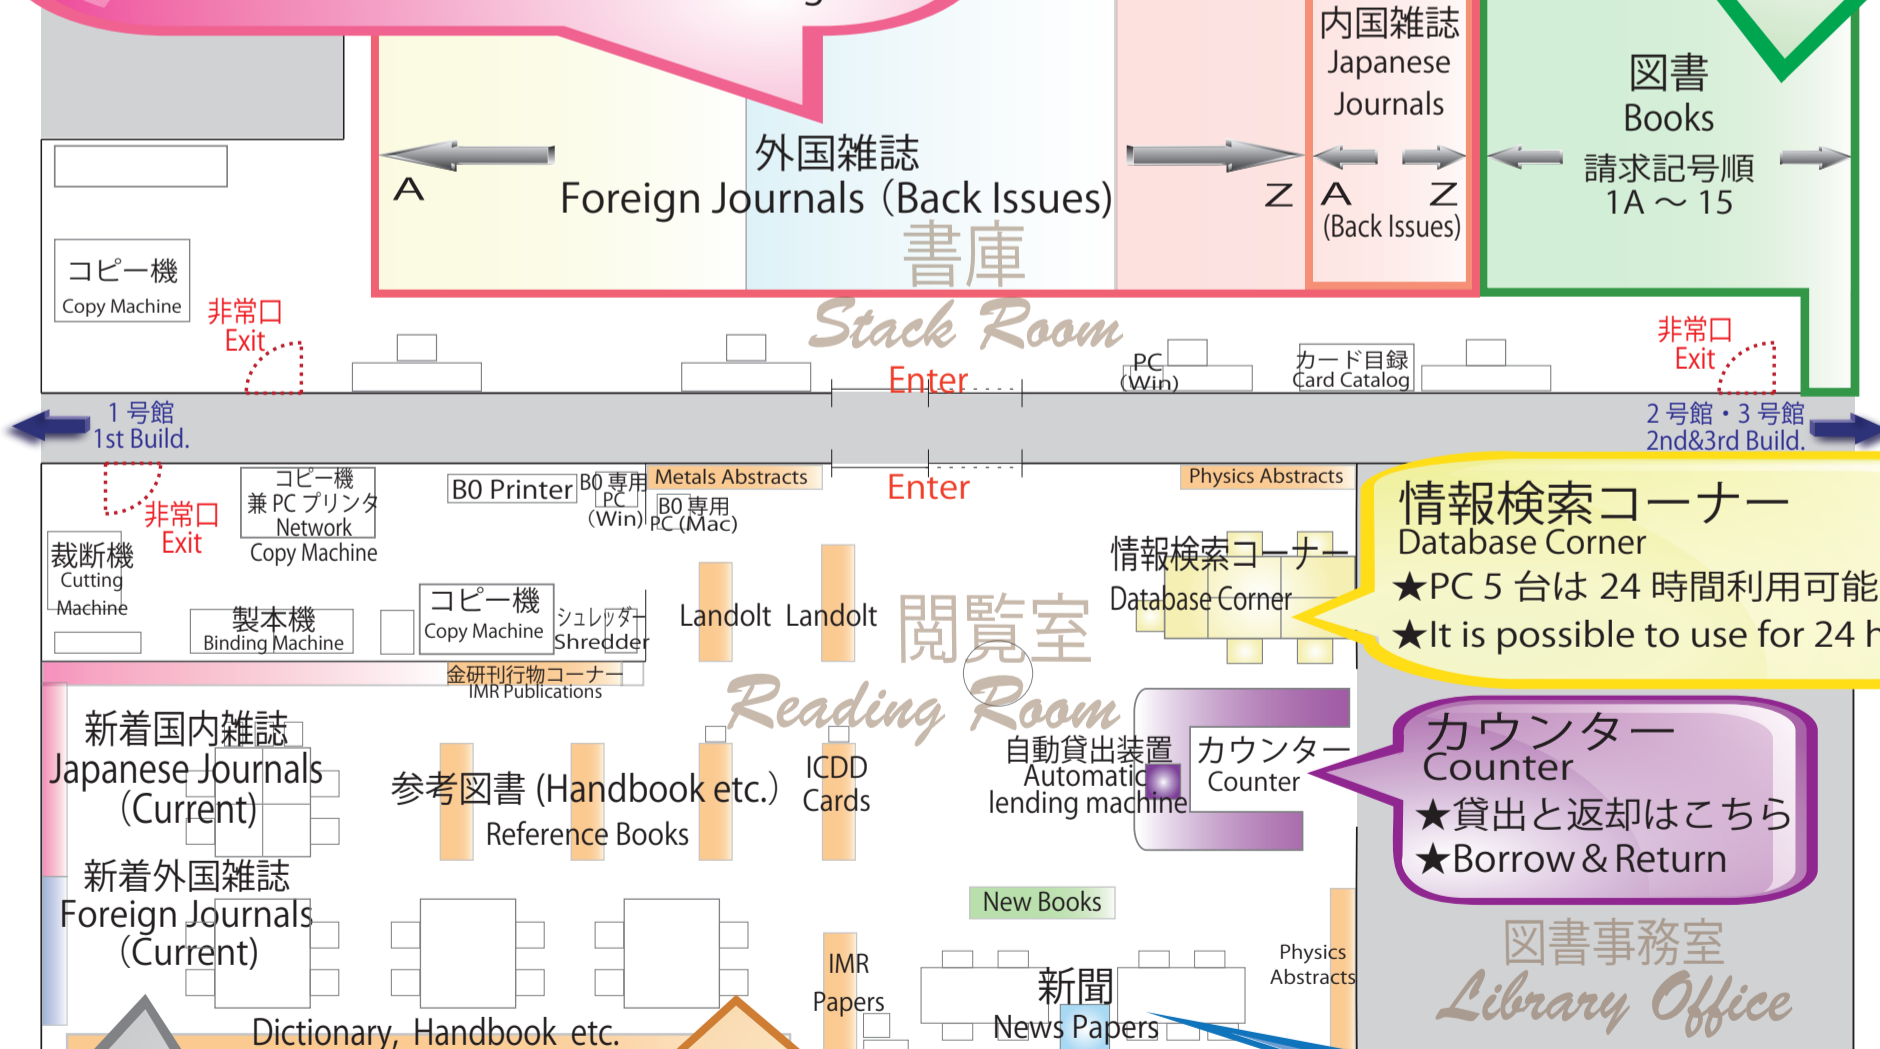 内国雑誌
Japanese
Journals
図書
Books
請求記号順
1A ～ 15
外国雑誌
Foreign Journals (Back Issues)
A
Z
A
Z
(Back Issues)
書庫
Stack Room
コピー機
Copy Machine
非常口
Exit
Enter
PC
(Win)
カード目録
Card Catalog
非常口
Exit
1 号館
1st Build.
2 号館・3 号館
2nd&3rd Build.
コピー機
兼 PC プリンタ
Network
Copy Machine
B0 Printer
B0 専用
PC
(Win)
Metals Abstracts
B0 専用
PC (Mac)
Enter
Physics Abstracts
非常口
Exit
裁断機
Cutting
Machine
製本機
Binding Machine
コピー機
Copy Machine
シュレッダー
Shredder
Landolt
Landolt
閲覧室
Reading Room
情報検索コーナー
Database Corner
情報検索コーナー
Database Corner
★PC 5 台は 24 時間利用可能
★It is possible to use for 24 h
金研刊行物コーナー
IMR Publications
新着国内雑誌
Japanese Journals
(Current)
参考図書 (Handbook etc.)
Reference Books
ICDD
Cards
自動貸出装置
Automatic
lending machine
カウンター
Counter
カウンター
Counter
★貸出と返却はこちら
★Borrow & Return
新着外国雑誌
Foreign Journals
(Current)
New Books
IMR
Papers
新聞
News Papers
Physics
Abstracts
図書事務室
Library Office
Dictionary, Handbook etc.